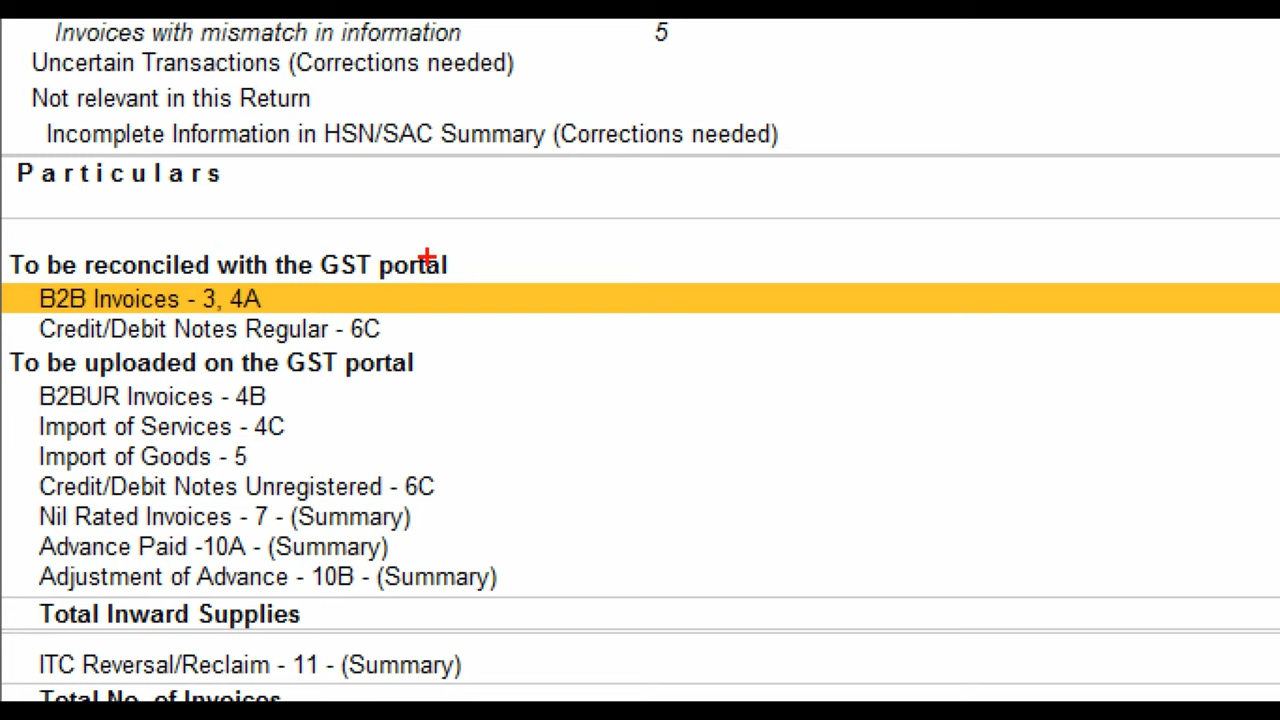 Invoices with mismatch in information 5
Uncertain Transactions (Corrections needed)
Not relevant in this Return
Incomplete Information in HSN/SAC Summary (Corrections needed)
Particulars
To be reconciled with the GST portal
B2B Invoices - 3, 4A
Credit/Debit Notes Regular - 6C
To be uploaded on the GST portal
B2BUR Invoices - 4B
Import of Services - 4C
Import of Goods - 5
Credit/Debit Notes Unregistered - 6C
Nil Rated Invoices - 7 - (Summary)
Advance Paid -10A - (Summary)
Adjustment of Advance - 10B - (Summary)
Total Inward Supplies
ITC Reversal/Reclaim - 11 - (Summary)
Total No. of Invoices